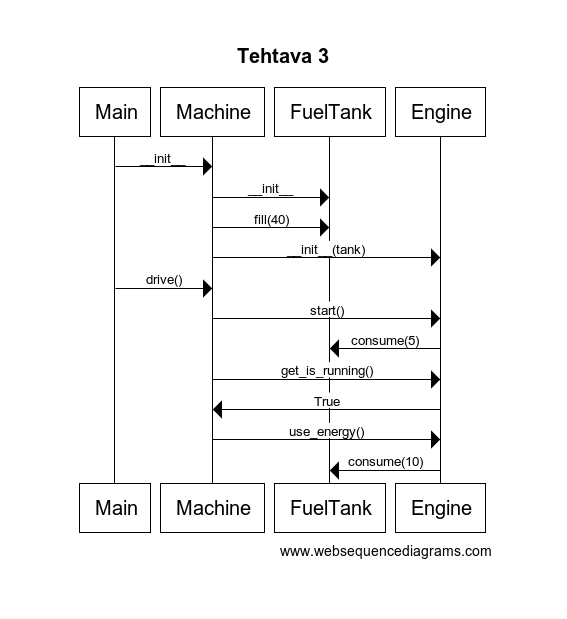 Tehtava 3
Main Machine FuelTank Engine
__init__
__init__
fill(40)
__init__(tank)
drive()
start()
consume(5)
get_is_running()
True
use_energy()
consume(10)
Main Machine FuelTank Engine
www.websequencediagrams.com